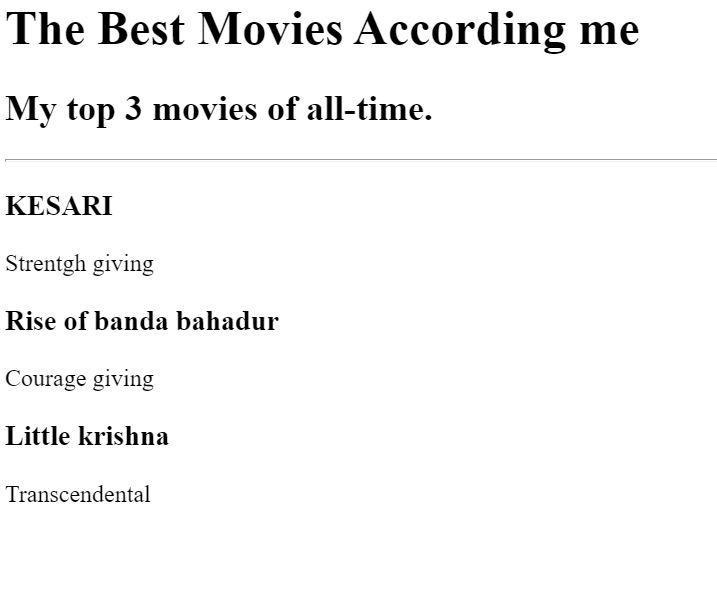 The Best Movies According me
My top 3 movies of all-time.
KESARI
Strentgh giving
Rise of banda bahadur
Courage giving
Little krishna
Transcendental